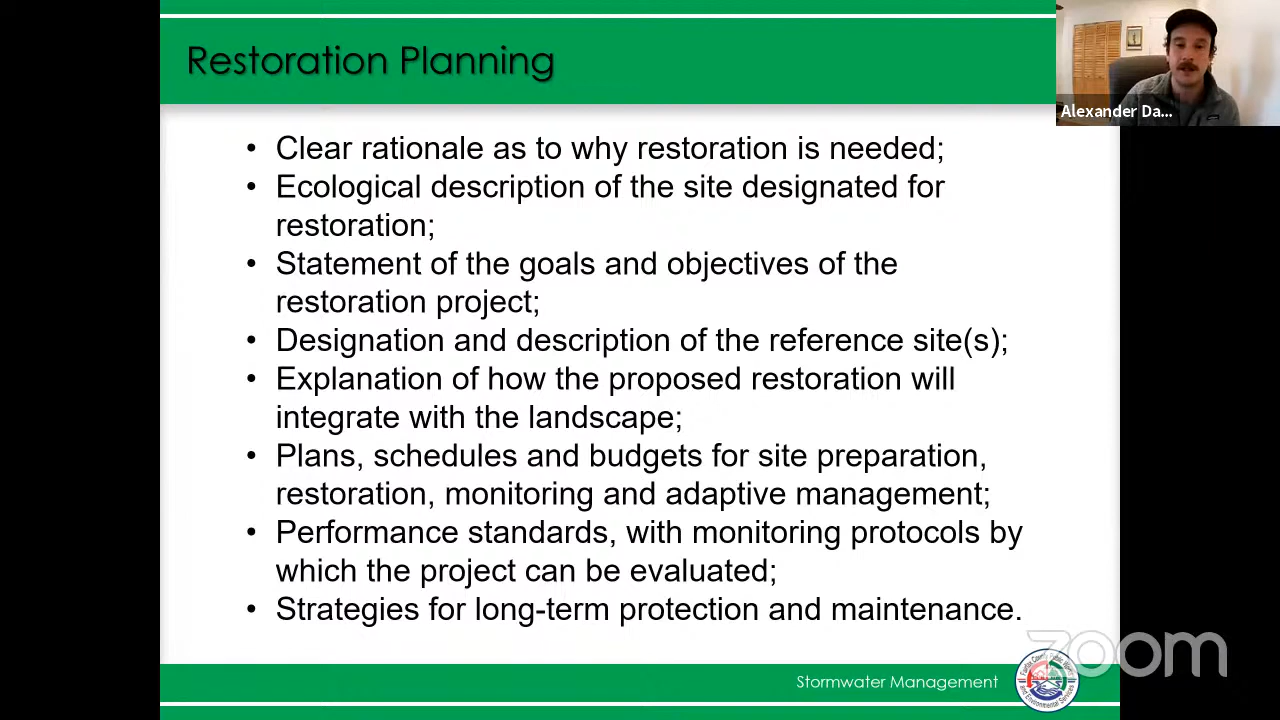 Restoration Planning
Alexander Da...
• Clear rationale as to why restoration is needed;
• Ecological description of the site designated for
restoration;
• Statement of the goals and objectives of the
restoration project;
• Designation and description of the reference site(s);
• Explanation of how the proposed restoration will
integrate with the landscape;
• Plans, schedules and budgets for site preparation,
restoration, monitoring and adaptive management;
• Performance standards, with monitoring protocols by
which the project can be evaluated;
• Strategies for long-term protection and maintenance.
zoom
Stormwater Management